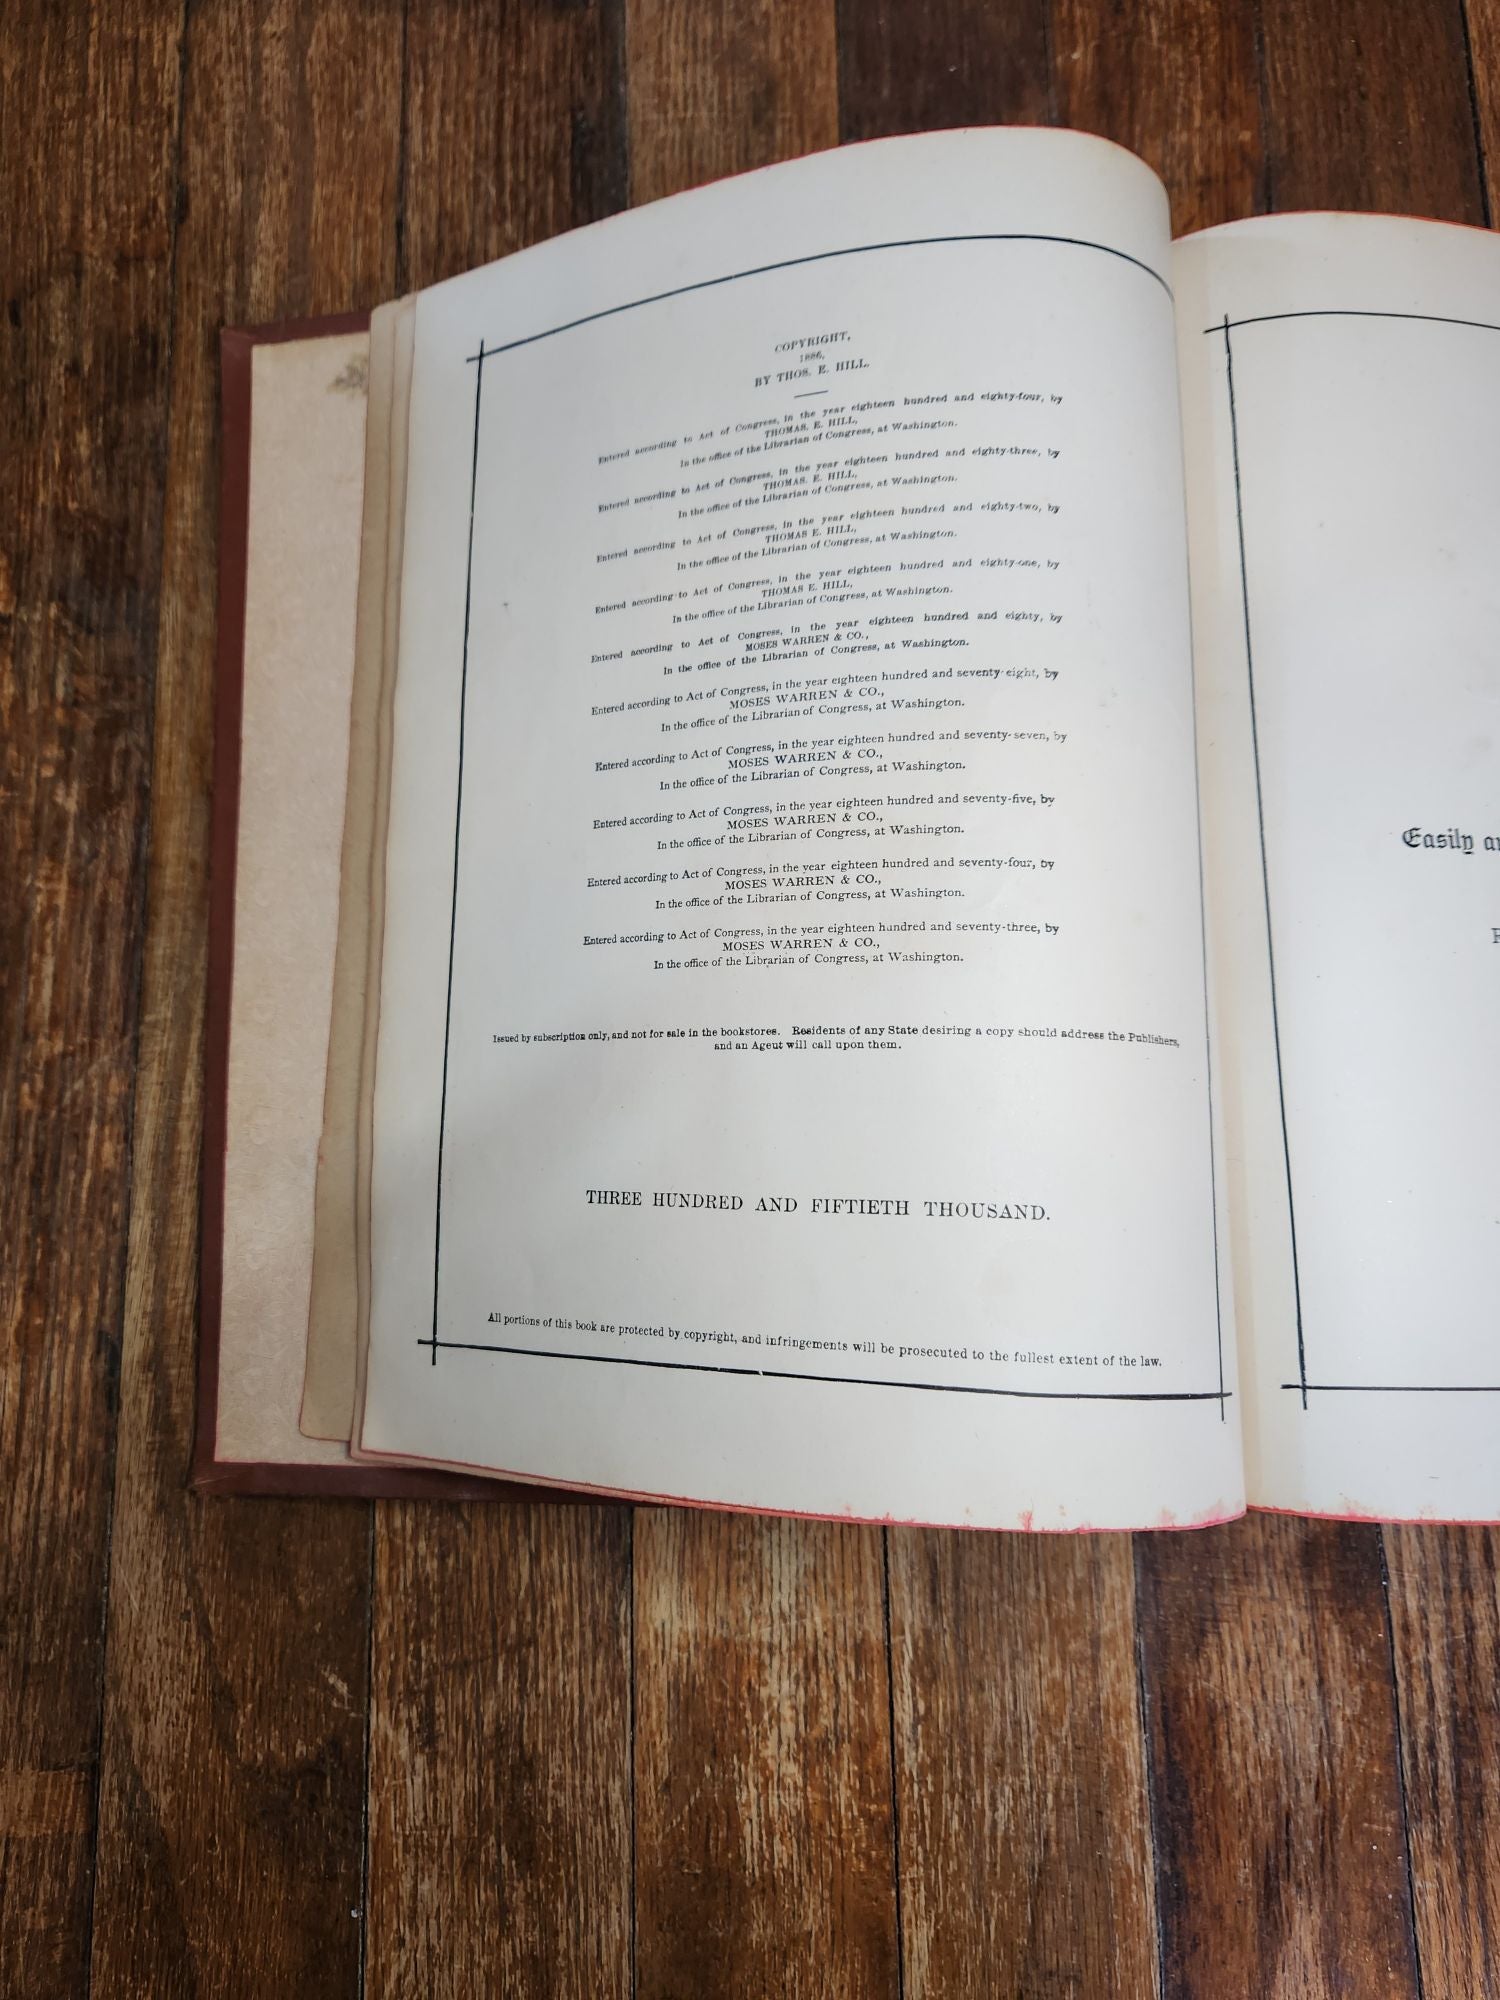 COPYRIGHT,
1886,
BY THOS. E. HILL.
Entered according to Act of Congress, in the year eighteen hundred and eighty-four, by
THOMAS. E. HILL,
In the office of the Librarian of Congress, at Washington.
Entered according to Act of Congress, in the year eighteen hundred and eighty-three, by
THOMAS. E. HILL,
In the office of the Librarian of Congress, at Washington.
Entered according to Act of Congress, in the year eighteen hundred and eighty-two, by
THOMAS E. HILL,
In the office of the Librarian of Congress, at Washington.
Entered according to Act of Congress, in the year eighteen hundred and eighty-one, by
THOMAS E. HILL,
In the office of the Librarian of Congress, at Washington.
Entered according to Act of Congress, in the year eighteen hundred and eighty, by
MOSES WARREN & CO.,
In the office of the Librarian of Congress, at Washington.
Entered according to Act of Congress, in the year eighteen hundred and seventy-eight, by
MOSES WARREN & CO.,
In the office of the Librarian of Congress, at Washington.
Entered according to Act of Congress, in the year eighteen hundred and seventy-seven, by
MOSES WARREN & CO.,
In the office of the Librarian of Congress, at Washington.
Entered according to Act of Congress, in the year eighteen hundred and seventy-five, by
MOSES WARREN & CO.,
In the office of the Librarian of Congress, at Washington.
Entered according to Act of Congress, in the year eighteen hundred and seventy-four, by
MOSES WARREN & CO.,
In the office of the Librarian of Congress, at Washington.
Entered according to Act of Congress, in the year eighteen hundred and seventy-three, by
MOSES WARREN & CO.,
In the office of the Librarian of Congress, at Washington.
Issued by subscription only, and not for sale in the bookstores. Residents of any State desiring a copy should address the Publishers,
and an Agent will call upon them.
THREE HUNDRED AND FIFTIETH THOUSAND.
All portions of this book are protected by copyright, and infringements will be prosecuted to the fullest extent of the law.
Easily